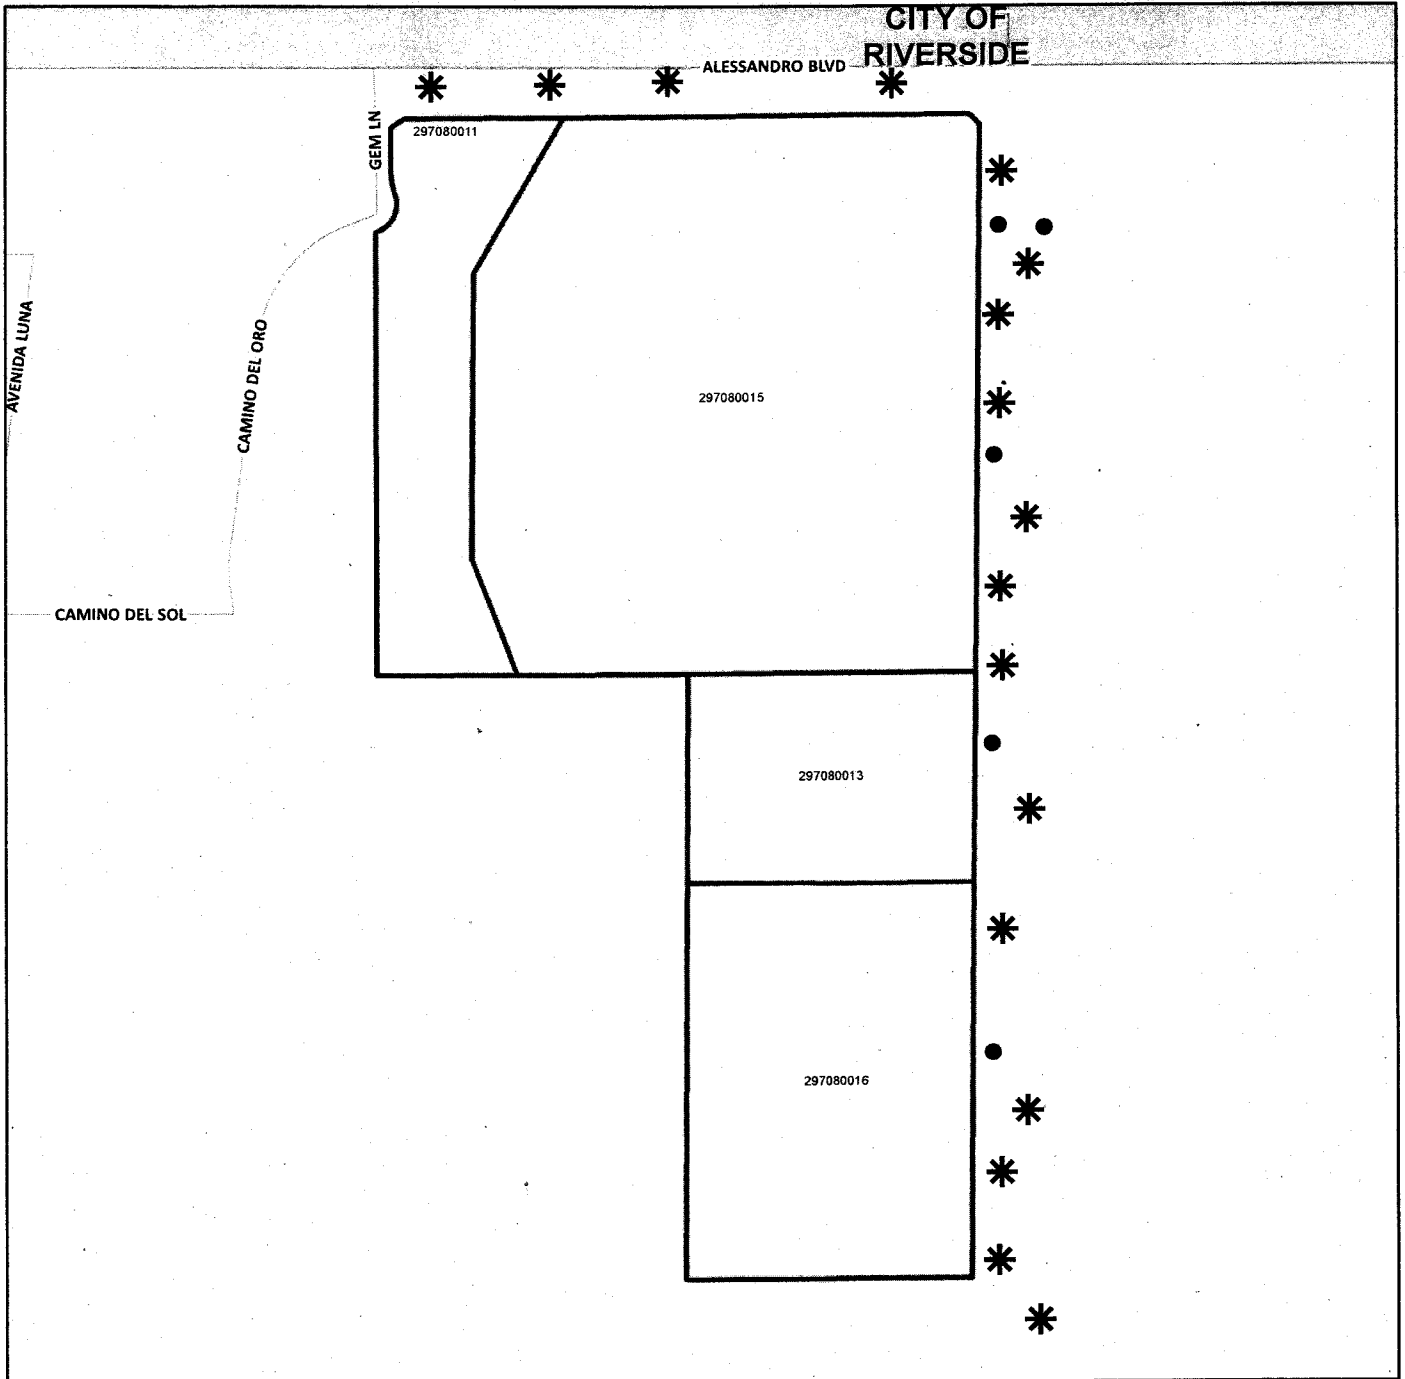 CITY OF
RIVERSIDE
ALESSANDRO BLVD
GEM LN
297080011
AVENIDA LUNA
CAMINO DEL ORO
297080015
CAMINO DEL SOL
297080013
297080016